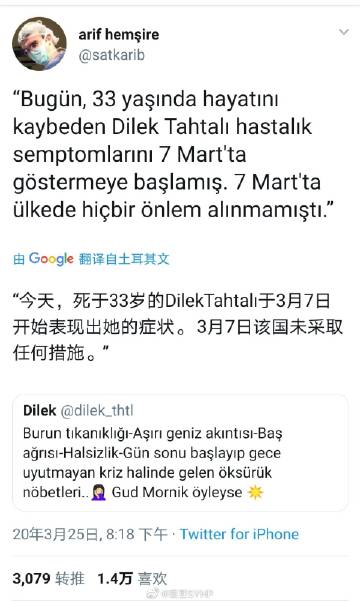 arif hemşire
@satkarib
“Bugün, 33 yaşında hayatını
kaybeden Dilek Tahtalı hastalık
semptomlarını 7 Mart'ta
göstermeye başlamış. 7 Mart'ta
ülkede hiçbir önlem alınmamıştı.”
由 Google 翻译自土耳其文
“今天，死于33岁的DilekTahtalı于3月7日
开始表现出她的症状。 3月7日该国未采取
任何措施。”
Dilek @dilek_thtl
Burun tıkanıklığı-Aşırı geniz akıntısı-Baş
ağrısı-Halsizlik-Gün sonu başlayıp gece
uyutmayan kriz halinde gelen öksürük
nöbetleri..🤦‍♀️ Gud Mornik öyleyse ☀️
20年3月25日, 8:18 下午 · Twitter for iPhone
3,079 转推 1.4万 喜欢